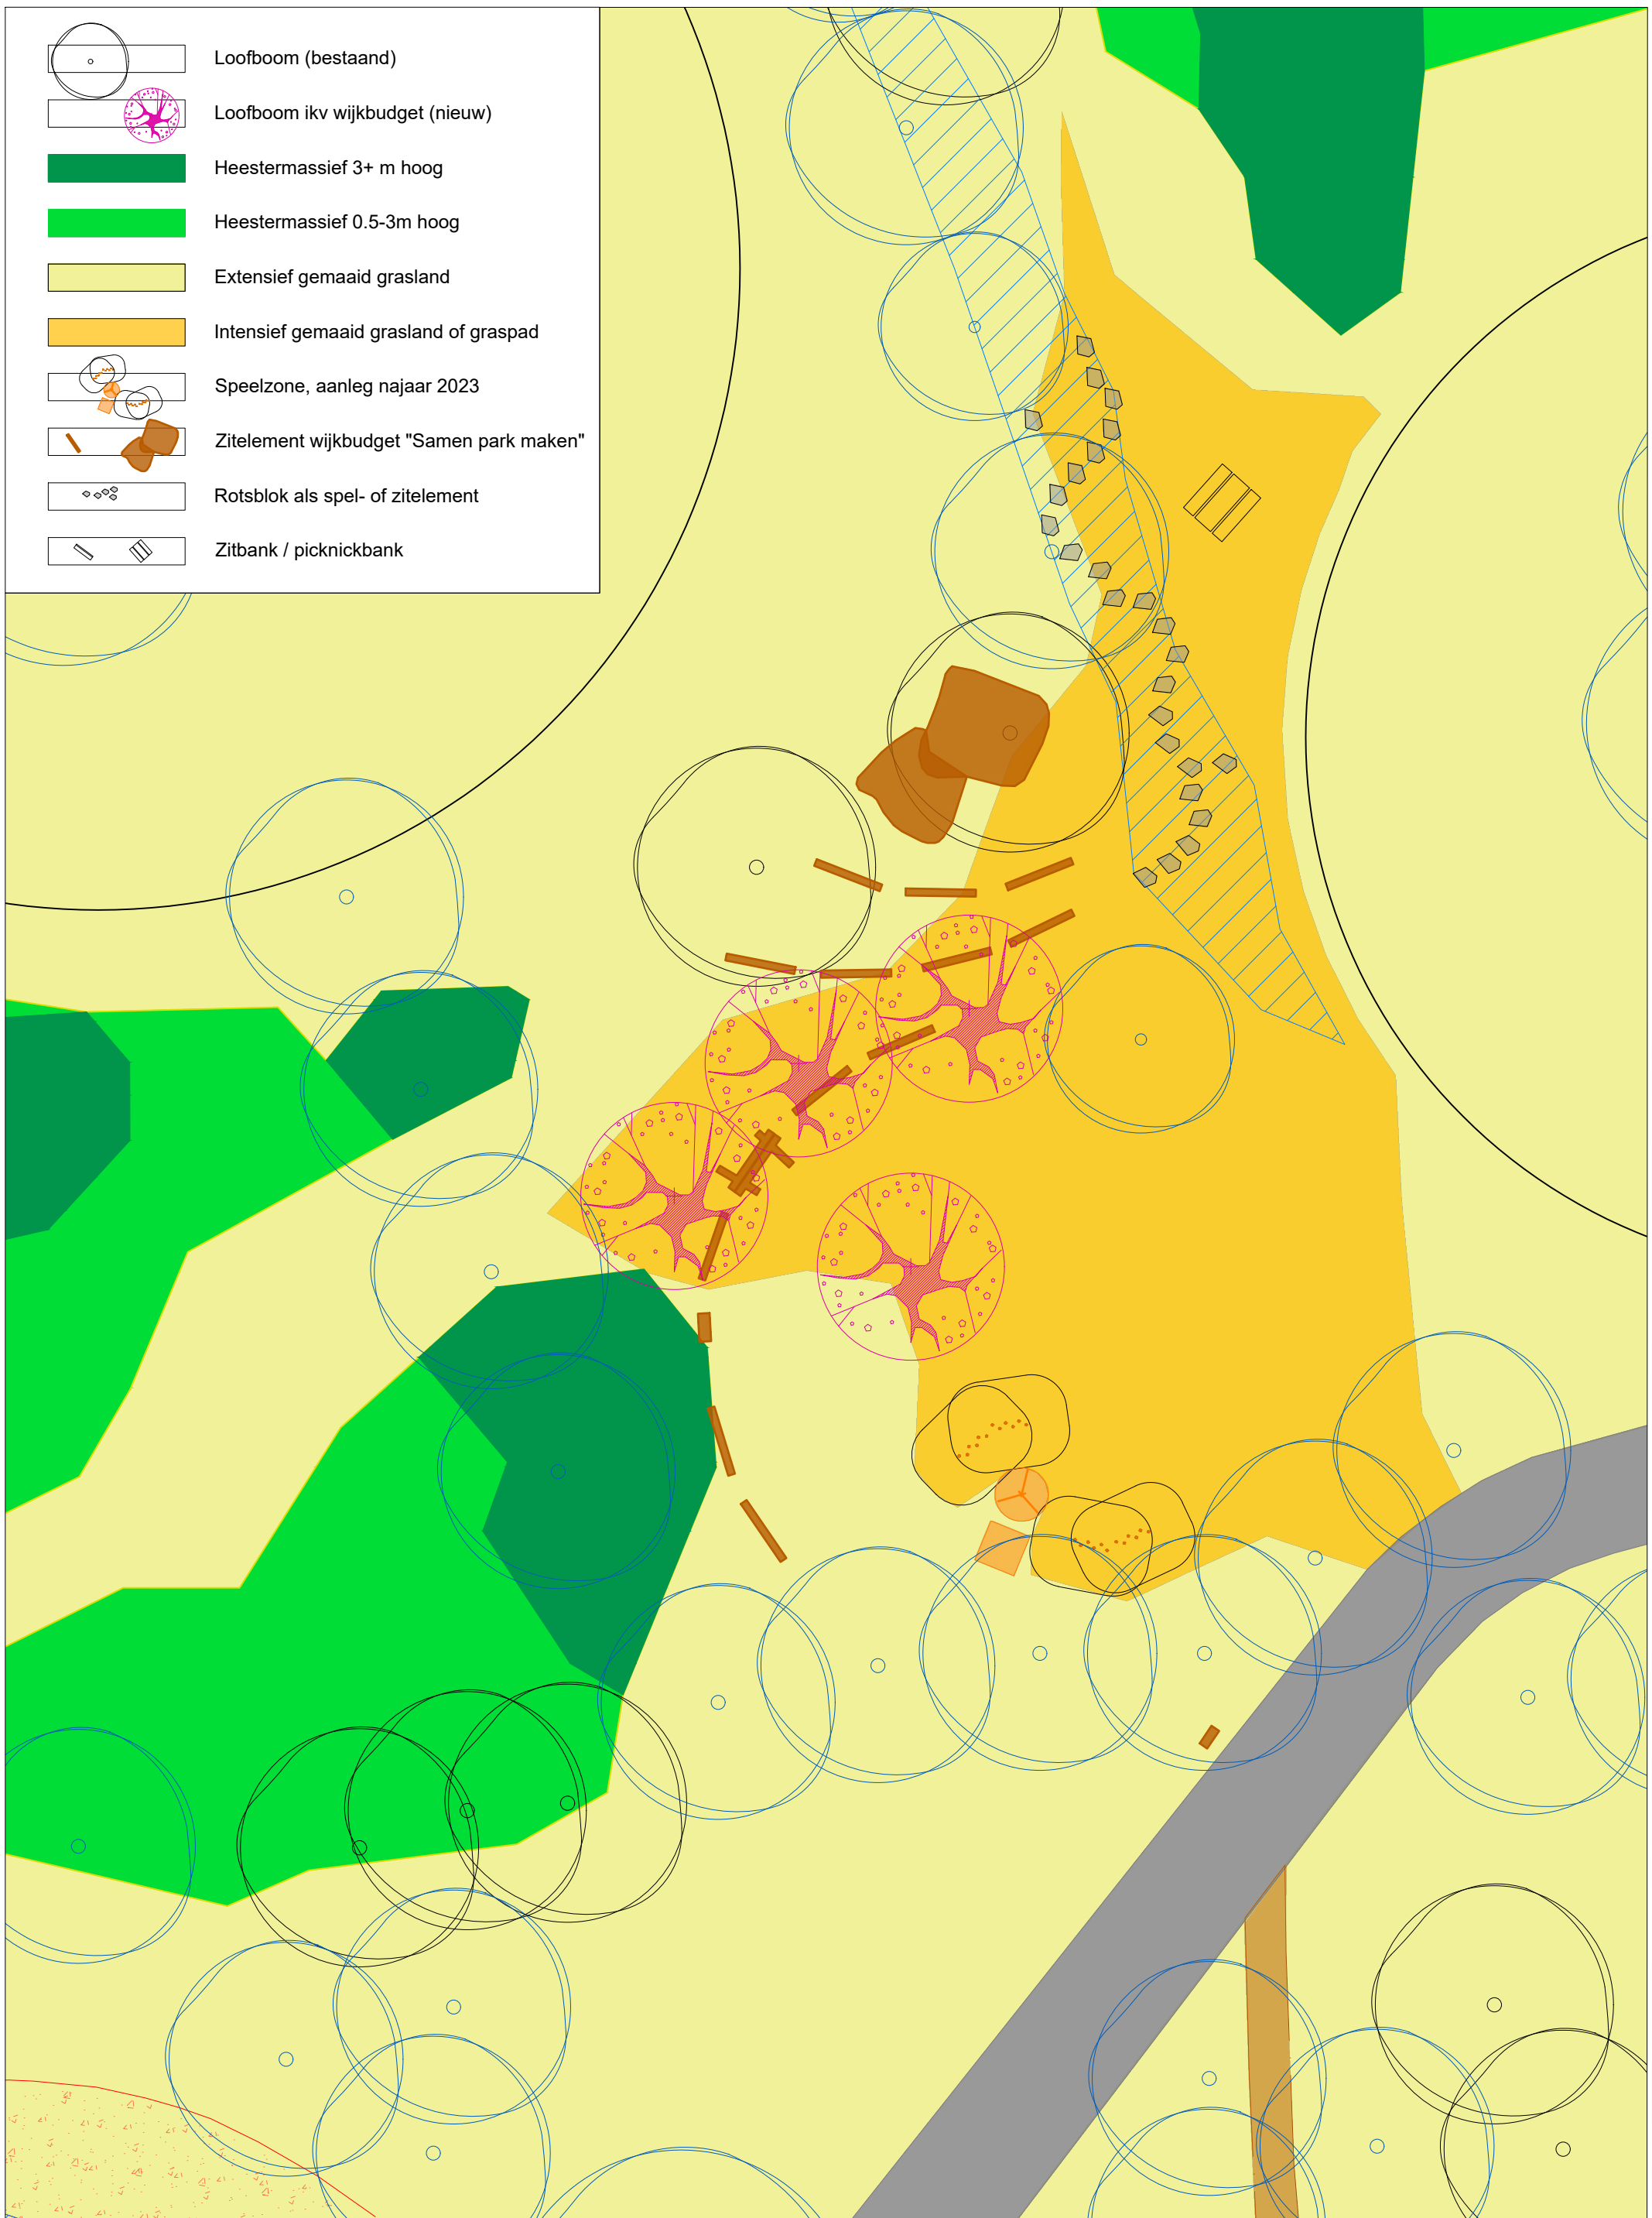 Loofboom (bestaand)
Loofboom ikv wijkbudget (nieuw)
Heestermassief 3+ m hoog
Heestermassief 0.5-3m hoog
Extensief gemaaid grasland
Intensief gemaaid grasland of graspad
Speelzone, aanleg najaar 2023
Zitelement wijkbudget "Samen park maken"
Rotsblok als spel- of zitelement
Zitbank / picknickbank